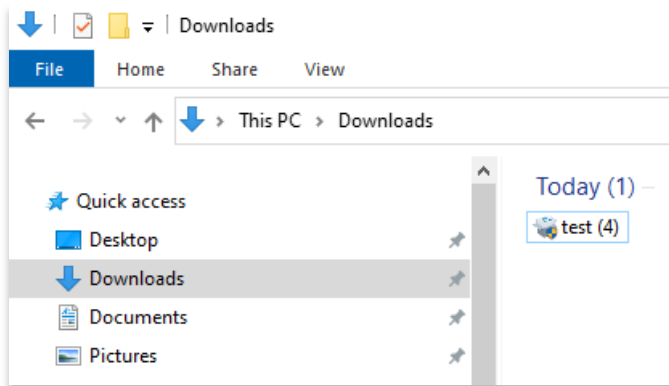 Downloads
File Home Share View
This PC > Downloads
Quick access
Desktop
Downloads
Documents
Pictures
Today (1)
test (4)